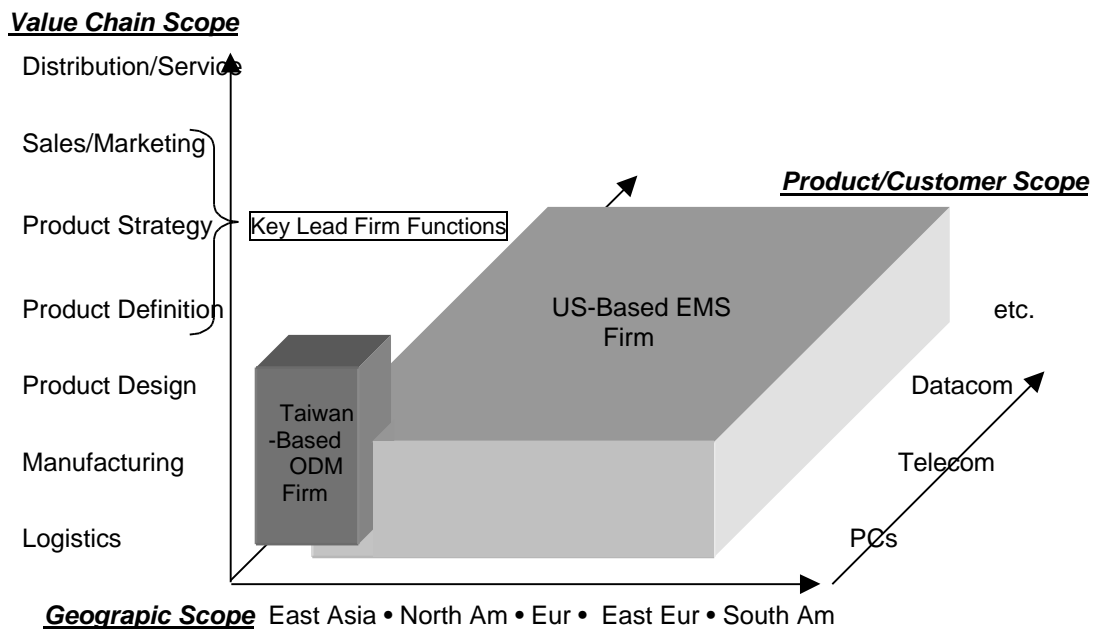 Value Chain Scope
Distribution/Service
Sales/Marketing
Product/Customer Scope
Product Strategy
Key Lead Firm Functions
Product Definition
US-Based EMS
Firm
etc.
Product Design
Datacom
Taiwan
-Based
ODM
Firm
Manufacturing
Telecom
Logistics
PCs
Geograpic Scope East Asia • North Am • Eur • East Eur • South Am